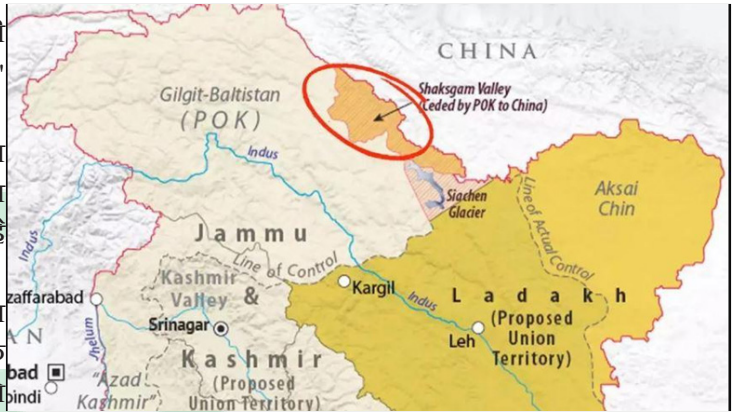 CHINA
Gilgit-Baltistan
(POK)
Shaksgam Valley
(Ceded by POK to China)
Indus
Siachen
Glacier
Aksai
Chin
Line of Actual Control
Jammu
Line of Control
Indus
Kashmir
Valley
&
Kargil
Indus
Ladakh
(Proposed
Union
Territory)
Leh
zaffarabad
Srinagar
Jhelum
Kashmir
(Proposed
Union Territory)
AN
bad
pindi
"Azad
Kashmir"